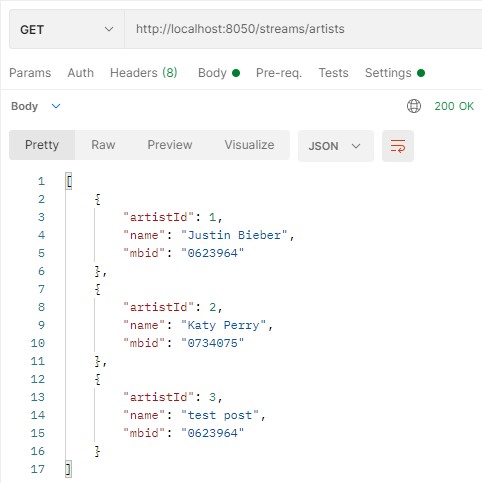 GET http://localhost:8050/streams/artists
Params Auth Headers (8) Body Pre-req. Tests Settings
Body 200 OK
Pretty Raw Preview Visualize JSON
1 [
2 {
3 "artistId": 1,
4 "name": "Justin Bieber",
5 "mbid": "0623964"
6 },
7 {
8 "artistId": 2,
9 "name": "Katy Perry",
10 "mbid": "0734075"
11 },
12 {
13 "artistId": 3,
14 "name": "test post",
15 "mbid": "0623964"
16 }
17 ]